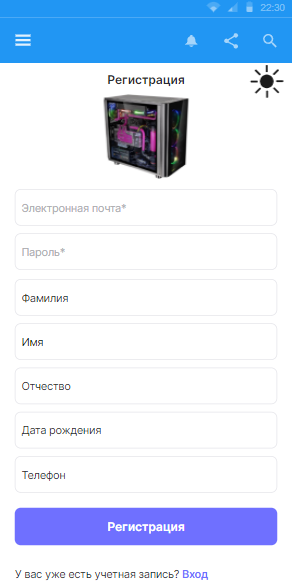 22:30
Регистрация
Электронная почта*
Пароль*
Фамилия
Имя
Отчество
Дата рождения
Телефон
Регистрация
У вас уже есть учетная запись? Вход